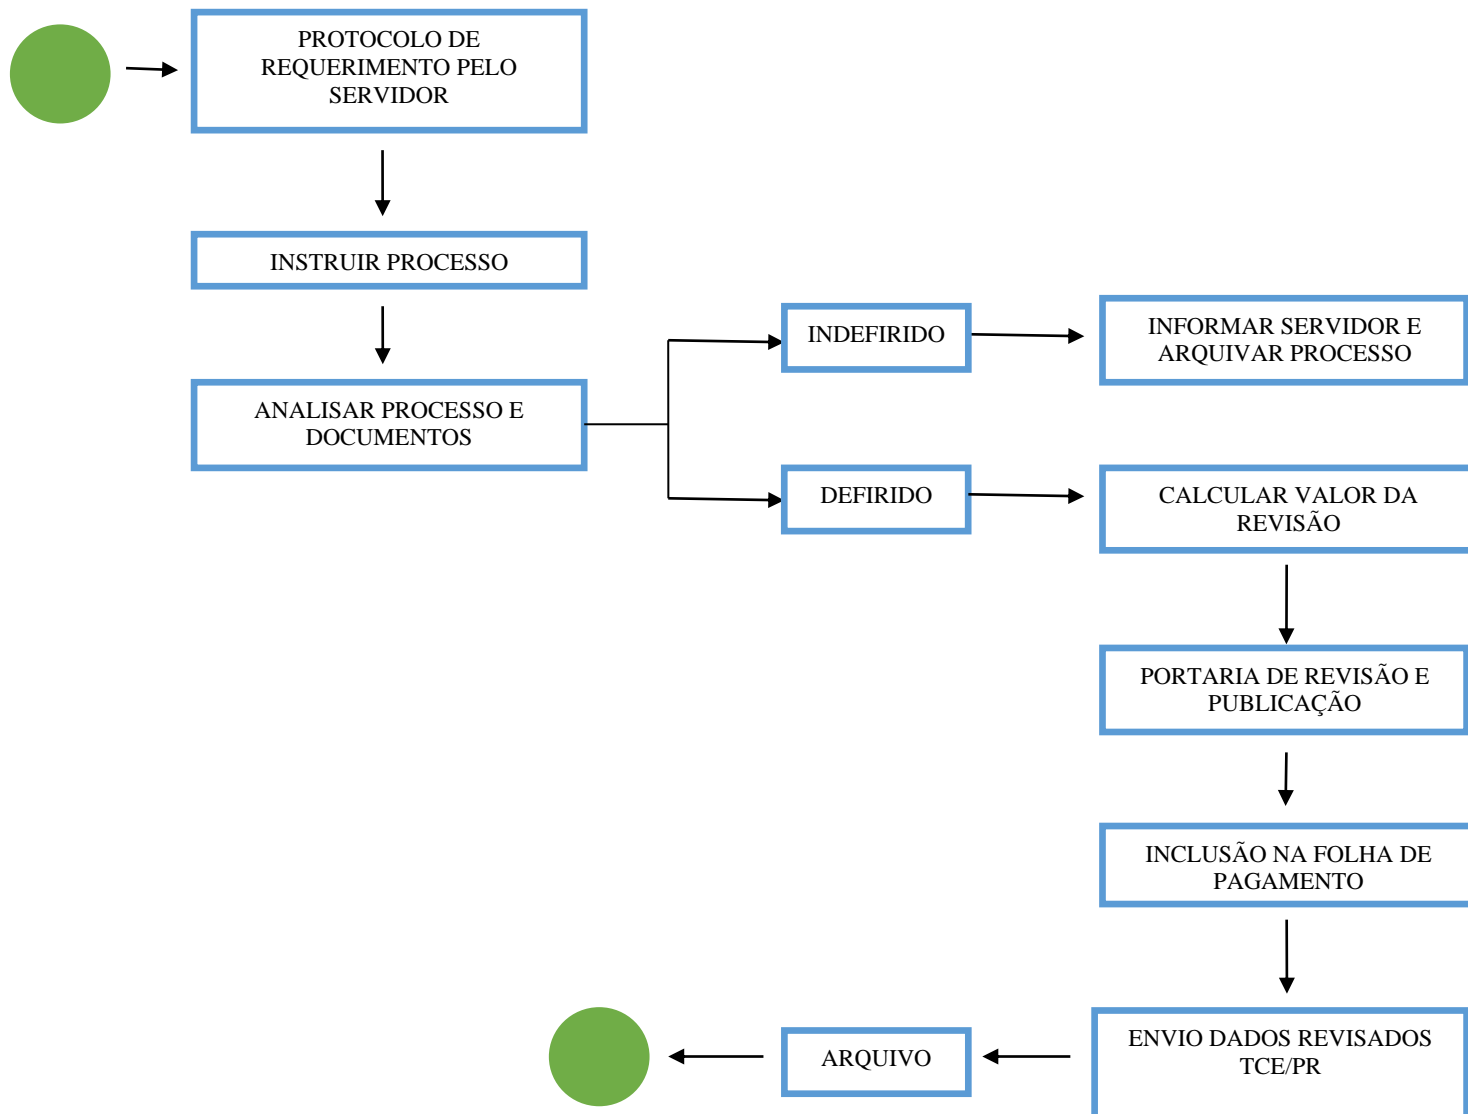 PROTOCOLO DE
REQUERIMENTO PELO
SERVIDOR
INSTRUIR PROCESSO
ANALISAR PROCESSO E
DOCUMENTOS
INDEFIRIDO
INFORMAR SERVIDOR E
ARQUIVAR PROCESSO
DEFIRIDO
CALCULAR VALOR DA
REVISÃO
PORTARIA DE REVISÃO E
PUBLICAÇÃO
INCLUSÃO NA FOLHA DE
PAGAMENTO
ENVIO DADOS REVISADOS
TCE/PR
ARQUIVO